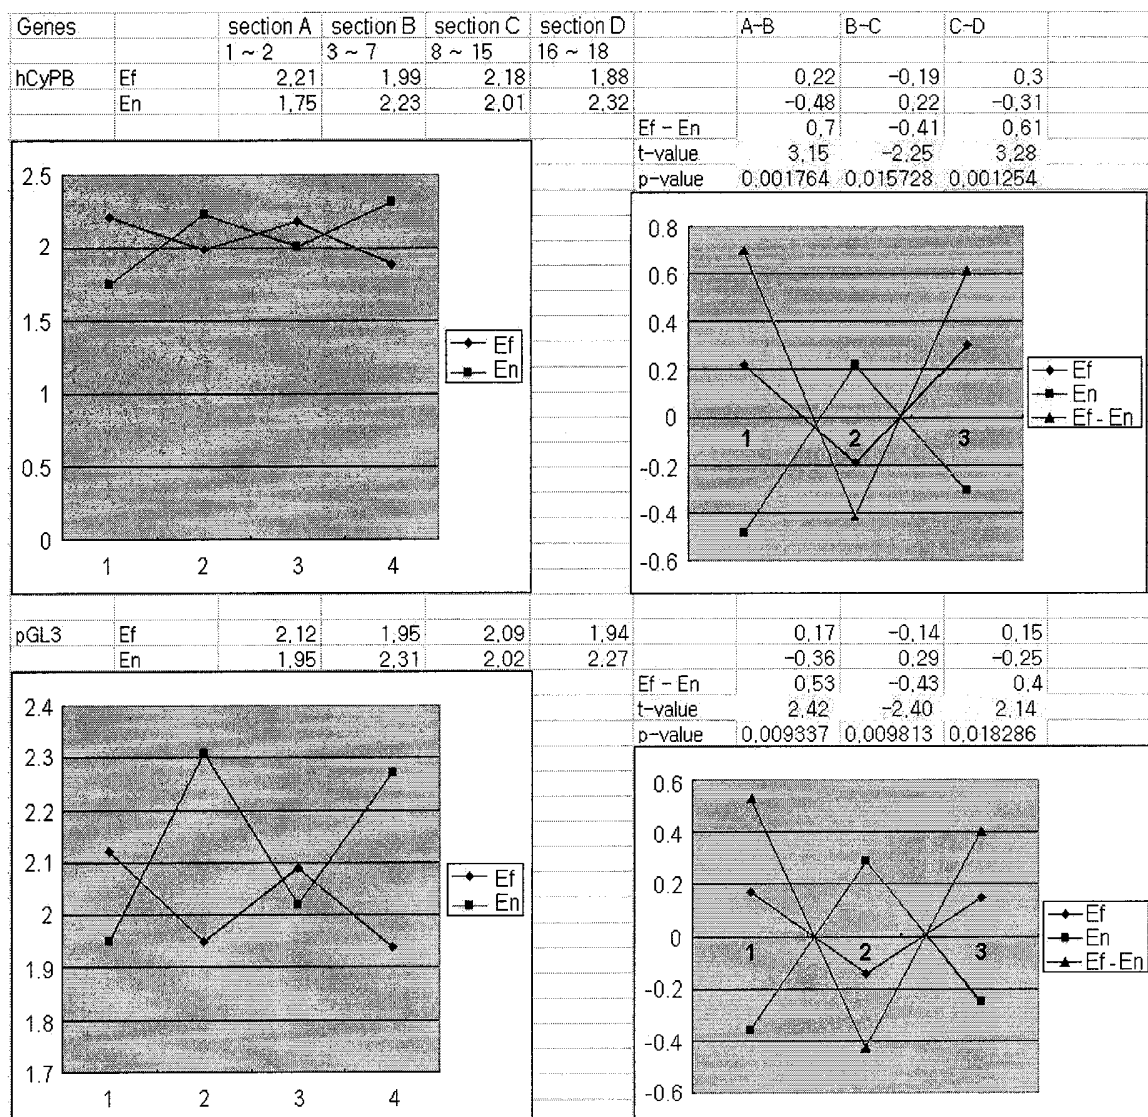 Genes section A section B section C section D A-B B-C C-D
1 ~ 2 3 ~ 7 8 ~ 15 16 ~ 18
hCyPB Ef 2,21 1,99 2,18 1,88 0,22 -0,19 0,3
En 1,75 2,23 2,01 2,32 -0,48 0,22 -0,31
Ef - En 0,7 -0,41 0,61
t-value 3,15 -2,25 3,28
p-value 0,001764 0,015728 0,001254
2.5
2
1.5
1
0.5
0
1 2 3 4
Ef
En
0.8
0.6
0.4
0.2
0
-0.2
-0.4
-0.6
1 2 3
Ef
En
Ef - En
pGL3 Ef 2,12 1,95 2,09 1,94 0,17 -0,14 0,15
En 1,95 2,31 2,02 2,27 -0,36 0,29 -0,25
Ef - En 0,53 -0,43 0,4
t-value 2,42 -2,40 2,14
p-value 0,009337 0,009813 0,018286
2.4
2.3
2.2
2.1
2
1.9
1.8
1.7
1 2 3 4
Ef
En
0.6
0.4
0.2
0
-0.2
-0.4
-0.6
1 2 3
Ef
En
Ef - En